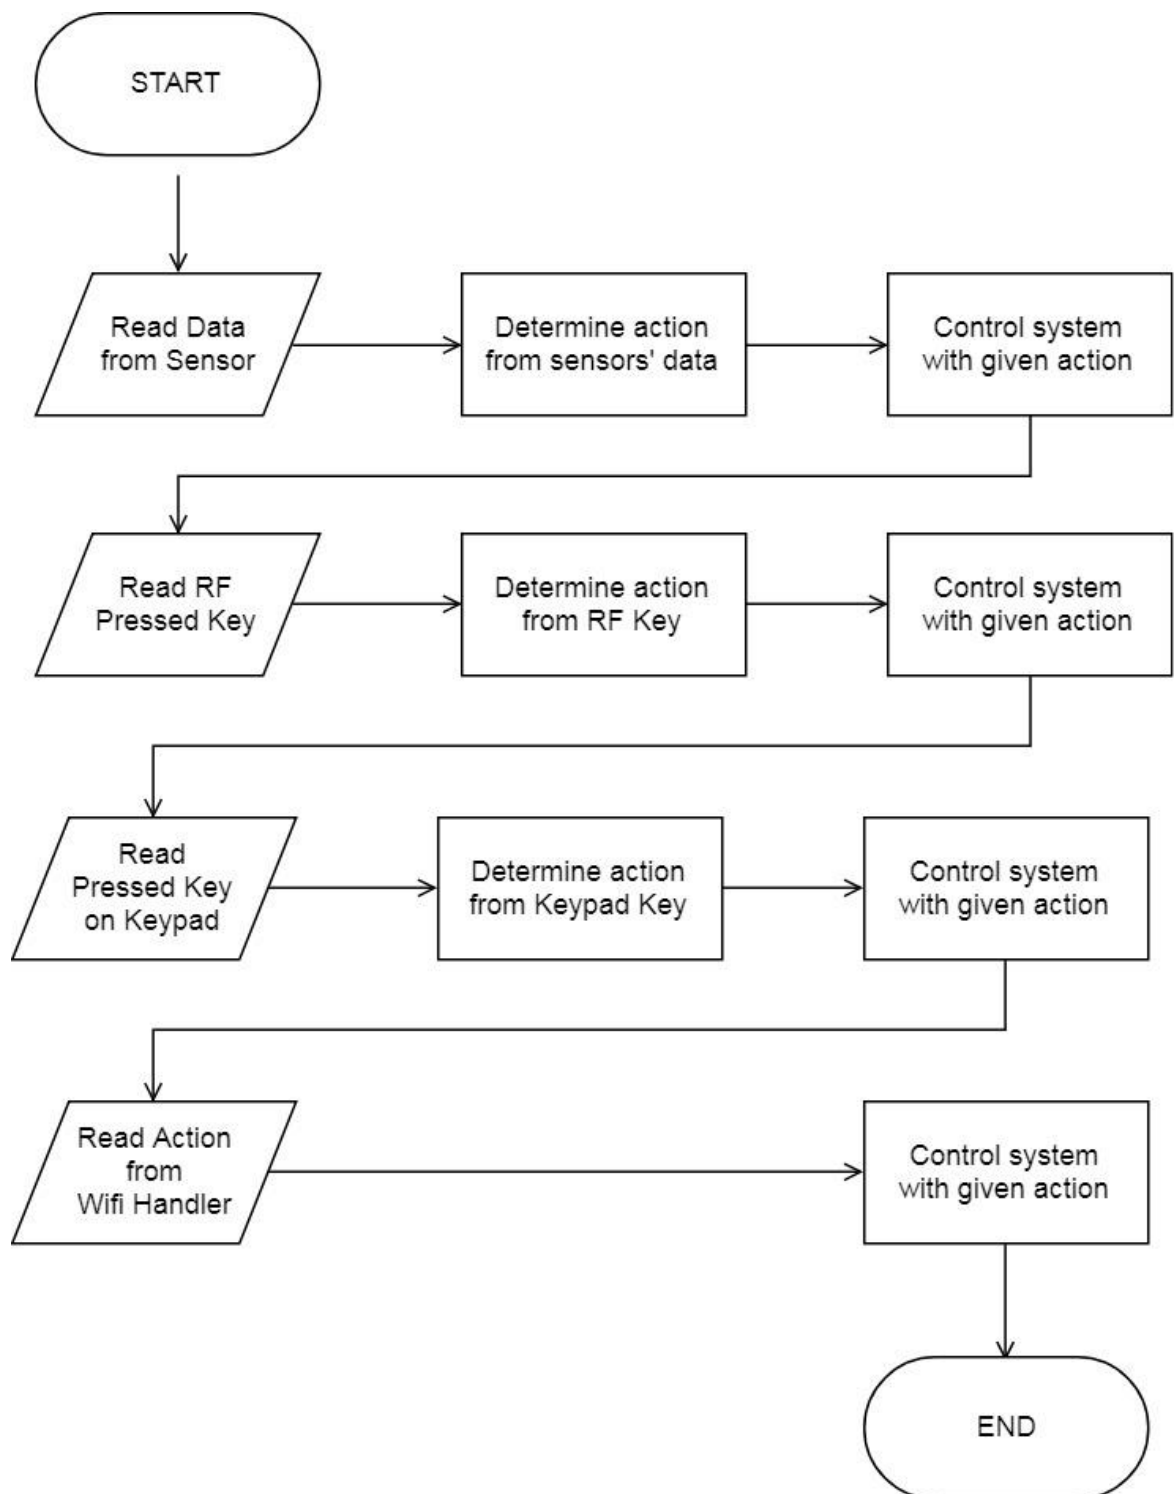 START
Read Data
from Sensor
Determine action
from sensors' data
Control system
with given action
Read RF
Pressed Key
Determine action
from RF Key
Control system
with given action
Read
Pressed Key
on Keypad
Determine action
from Keypad Key
Control system
with given action
Read Action
from
Wifi Handler
Control system
with given action
END